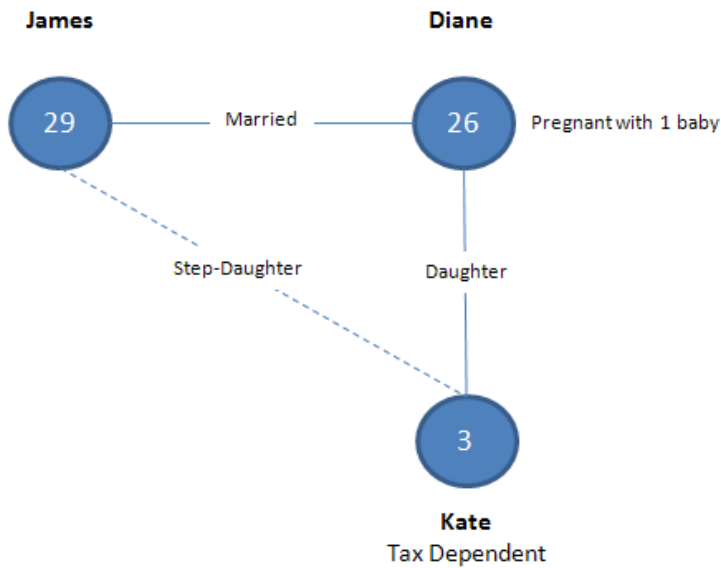 James
Diane
29
Married
26
Pregnant with 1 baby
Step-Daughter
Daughter
3
Kate
Tax Dependent